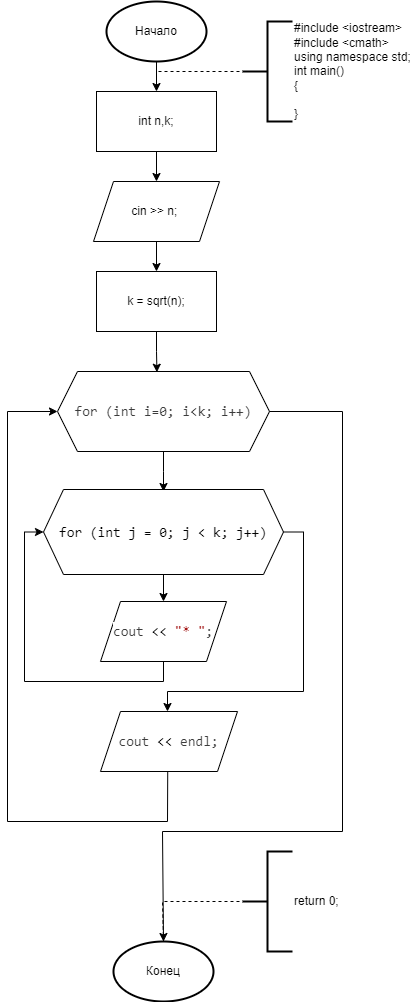 Начало
#include <iostream>
#include <cmath>
using namespace std;
int main()
{
}
int n,k;
cin >> n;
k = sqrt(n);
for (int i=0; i<k; i++)
for (int j = 0; j < k; j++)
cout << "* ";
cout << endl;
return 0;
Конец